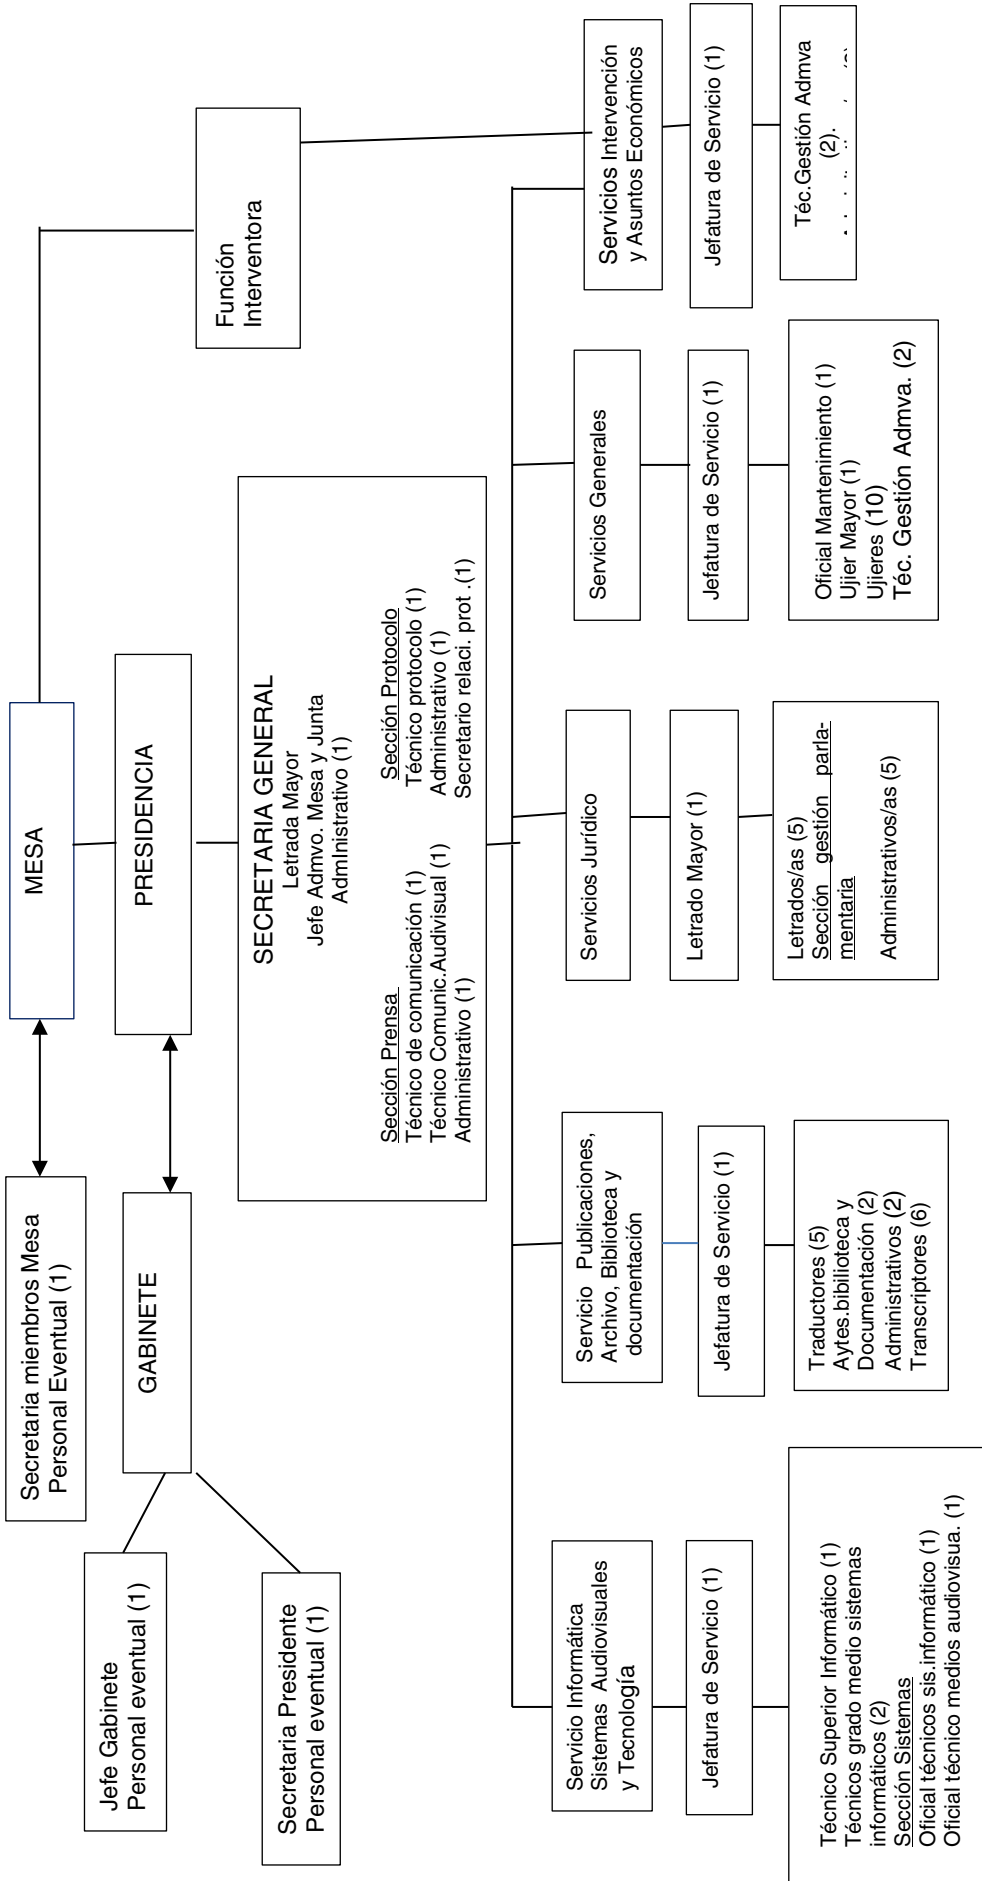 MESA
Secretaria miembros Mesa
Personal Eventual (1)
PRESIDENCIA
GABINETE
Jefe Gabinete
Personal eventual (1)
Secretaria Presidente
Personal eventual (1)
Función
Interventora
SECRETARIA GENERAL
Letrada Mayor
Jefe Admvo. Mesa y Junta
AdmInistrativo (1)
Sección Prensa
Técnico de comunicación (1)
Técnico Comunic.Audivisual (1)
Administrativo (1)
Sección Protocolo
Técnico protocolo (1)
Administrativo (1)
Secretario relaci. prot .(1)
Servicio Informática
Sistemas Audiovisuales
y Tecnología
Jefatura de Servicio (1)
Técnico Superior Informático (1)
Técnicos grado medio sistemas
informáticos (2)
Sección Sistemas
Oficial técnicos sis.informático (1)
Oficial técnico medios audiovisua. (1)
Servicio Publicaciones,
Archivo, Biblioteca y
documentación
Jefatura de Servicio (1)
Traductores (5)
Aytes.bibilioteca y
Documentación (2)
Administrativos (2)
Transcriptores (6)
Servicios Jurídico
Letrado Mayor (1)
Letrados/as (5)
Sección gestión parla-
mentaria
Administrativos/as (5)
Servicios Generales
Jefatura de Servicio (1)
Oficial Mantenimiento (1)
Ujier Mayor (1)
Ujieres (10)
Téc. Gestión Admva. (2)
Servicios Intervención
y Asuntos Económicos
Jefatura de Servicio (1)
Téc.Gestión Admva
(2).